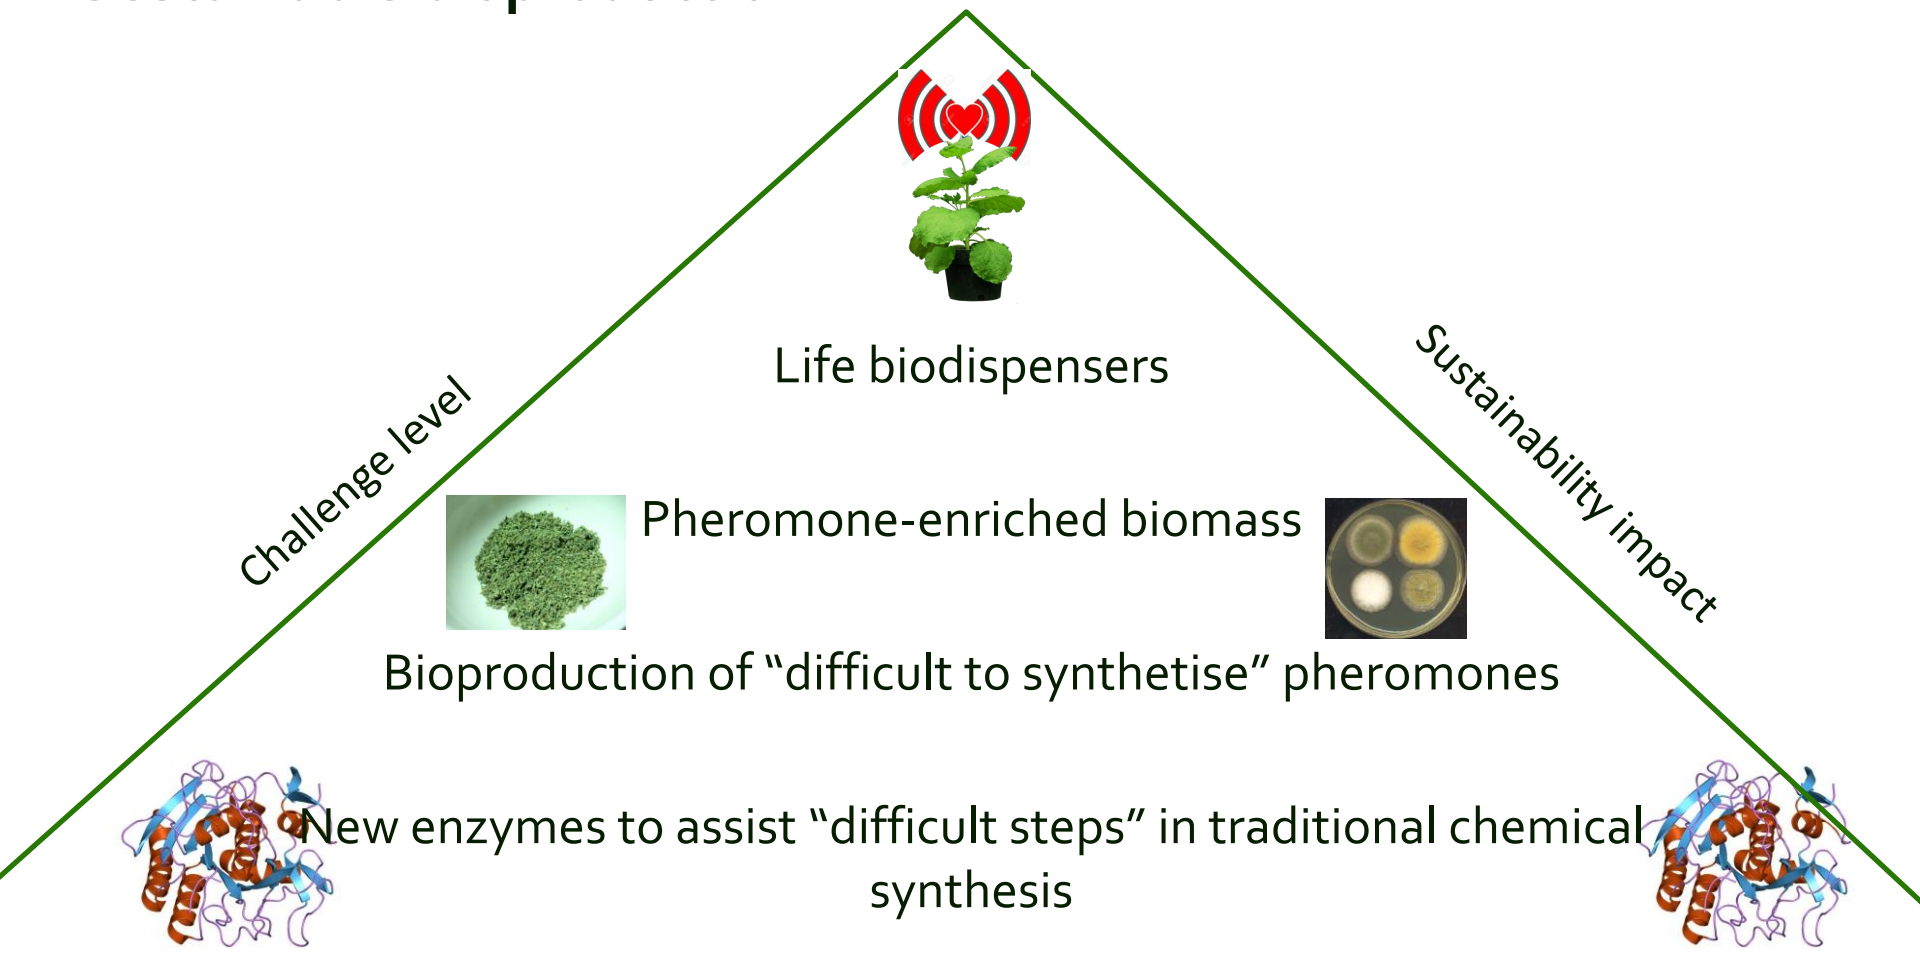 Life biodispensers
Challenge level
Sustainability impact
Pheromone-enriched biomass
Bioproduction of “difficult to synthetise” pheromones
New enzymes to assist “difficult steps” in traditional chemical
synthesis